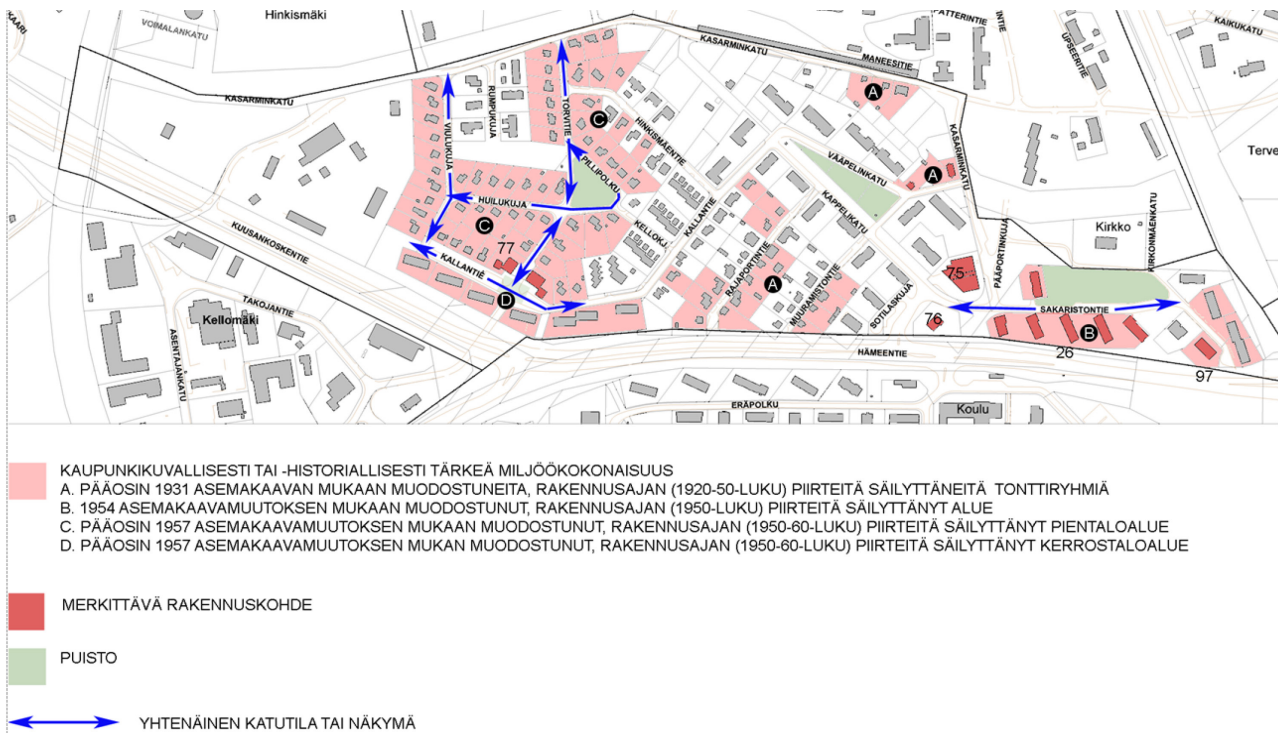 Hinkismäki
VOIMALANKATU
KASARMINKATU
MANEESITIE
PATTERINTIE
UPSEERITIE
KAIKUKATU
KASARMINKATU
RUMPUKUJA
TORVITIE
VIULUKUJA
C
HINKISMÄENTIE
A
PILLIPOLKU
VÄÄPELINKATU
A
KASARMINKATU
Terve
HUILUKUJA
KAPPELIKATU
C
KELLOKJ
KALLANTIE
Kirkko
KIRKONMÄENKATU
KUUSANKOSKENTIE
77
KALLANTIE
RAJAPORTINTIE
A
MUURAMISTONTIE
75
PÄÄPORTINKUJA
TAKOJANTIE
D
SOTILASKUJA
SAKARISTONTIE
Kellomäki
76
B
ASENTAJANKATU
HÄMEENTIE
26
97
ERÄPOLKU
Koulu
KAUPUNKIKUVALLISESTI TAI -HISTORIALLISESTI TÄRKEÄ MILJÖÖKOKONAISUUS
A. PÄÄOSIN 1931 ASEMAKAAVAN MUKAAN MUODOSTUNEITA, RAKENNUSAJAN (1920-50-LUKU) PIIRTEITÄ SÄILYTTÄNEITÄ TONTTIRYHMIÄ
B. 1954 ASEMAKAAVAMUUTOKSEN MUKAAN MUODOSTUNUT, RAKENNUSAJAN (1950-LUKU) PIIRTEITÄ SÄILYTTÄNYT ALUE
C. PÄÄOSIN 1957 ASEMAKAAVAMUUTOKSEN MUKAAN MUODOSTUNUT, RAKENNUSAJAN (1950-60-LUKU) PIIRTEITÄ SÄILYTTÄNYT PIENTALOALUE
D. PÄÄOSIN 1957 ASEMAKAAVAMUUTOKSEN MUKAN MUODOSTUNUT, RAKENNUSAJAN (1950-60-LUKU) PIIRTEITÄ SÄILYTTÄNYT KERROSTALOALUE
MERKITTÄVÄ RAKENNUSKOHDE
PUISTO
YHTENÄINEN KATUTILA TAI NÄKYMÄ